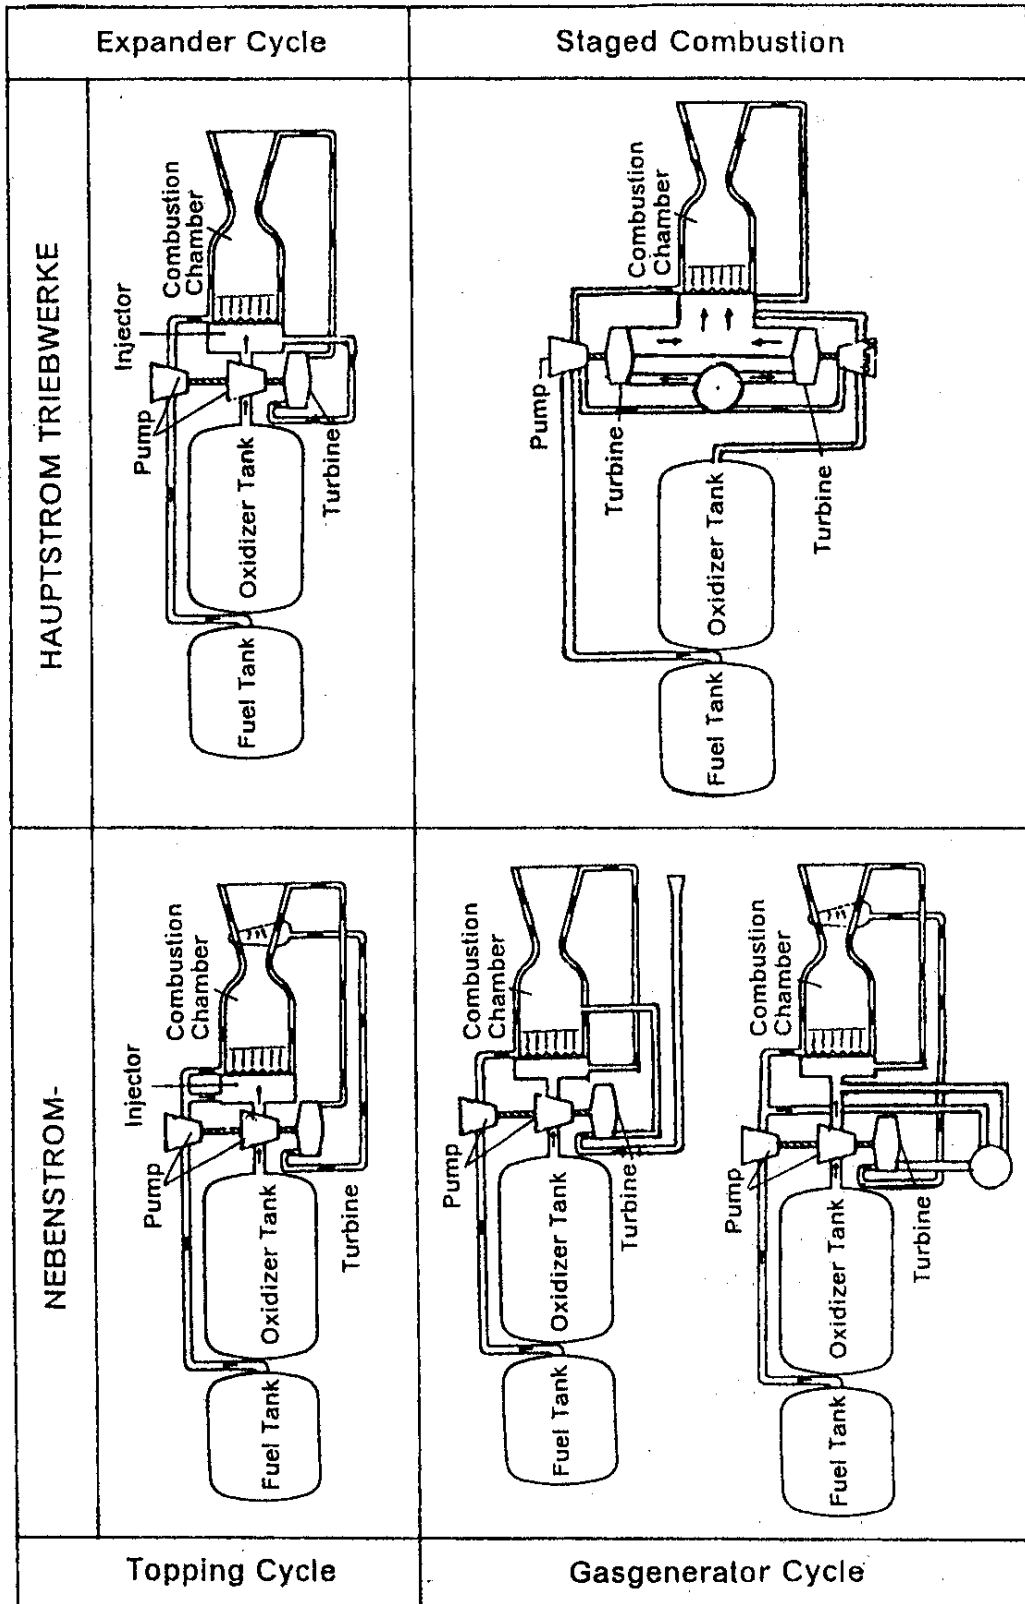 Expander Cycle
Staged Combustion
HAUPTSTROM TRIEBWERKE
Fuel Tank
Oxidizer Tank
Pump
Injector
Turbine
Combustion
Chamber
Fuel Tank
Oxidizer Tank
Pump
Turbine
Turbine
Combustion
Chamber
NEBENSTROM-
Fuel Tank
Oxidizer Tank
Pump
Injector
Turbine
Combustion
Chamber
Fuel Tank
Oxidizer Tank
Pump
Turbine
Combustion
Chamber
Fuel Tank
Oxidizer Tank
Pump
Turbine
Combustion
Chamber
Topping Cycle
Gasgenerator Cycle